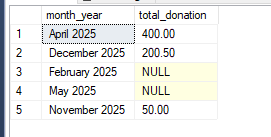 month_year total_donation
1 April 2025 400.00
2 December 2025 200.50
3 February 2025 NULL
4 May 2025 NULL
5 November 2025 50.00